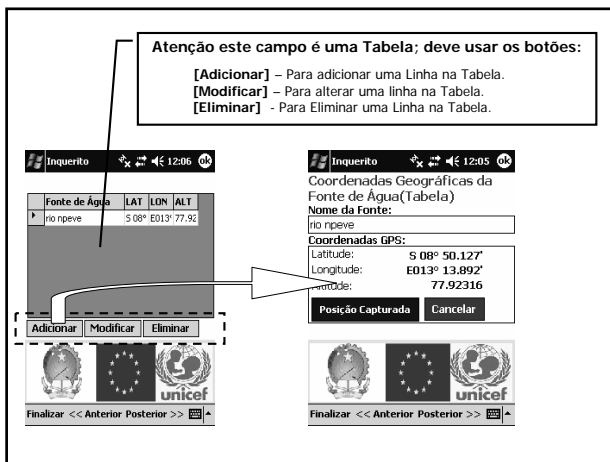 Atenção este campo é uma Tabela; deve usar os botões:
[Adicionar] – Para adicionar uma Linha na Tabela.
[Modificar] – Para alterar uma linha na Tabela.
[Eliminar] - Para Eliminar uma Linha na Tabela.
Inquerito 12:06 ok
Fonte de Água LAT LON ALT
rio npeve S 08° E013° 77.92
Adicionar Modificar Eliminar
unicef
Finalizar << Anterior Posterior >>
Inquerito 12:05 ok
Coordenadas Geográficas da
Fonte de Água(Tabela)
Nome da Fonte:
rio npeve
Coordenadas GPS:
Latitude: S 08° 50.127'
Longitude: E013° 13.892'
77.92316
Posição Capturada Cancelar
unicef
Finalizar << Anterior Posterior >>